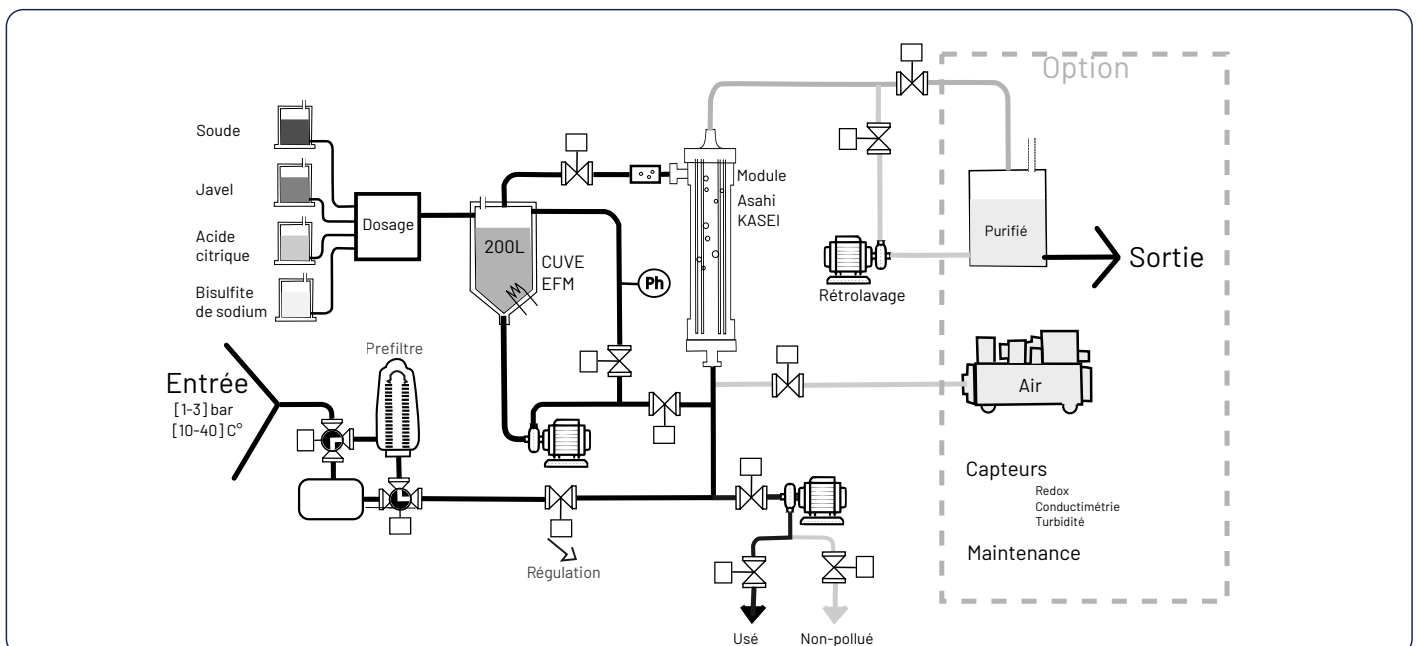 Option
Soude
Javel
Acide
citrique
Bisulfite
de sodium
Dosage
200L
CUVE
EFM
Ph
Module
Asahi
KASEI
Rétrolavage
Purifié
Sortie
Prefiltre
Entrée
[1-3] bar
[10-40] C°
Air
Capteurs
Redox
Conductimétrie
Turbidité
Maintenance
Régulation
Usé
Non-pollué